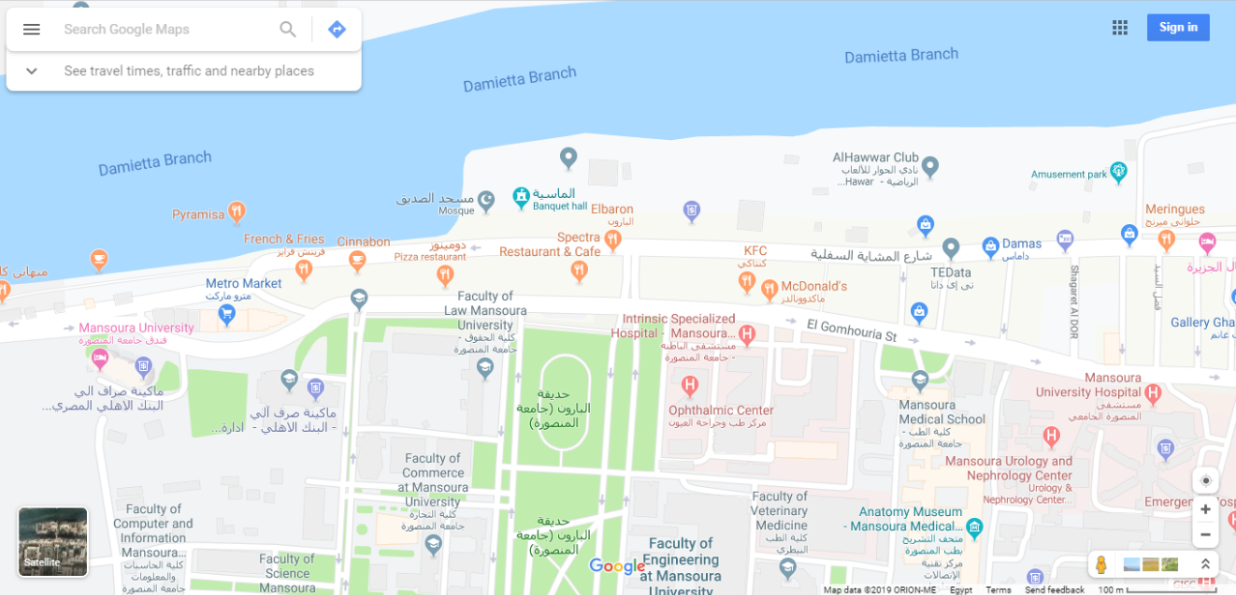 Search Google Maps
See travel times, traffic and nearby places
Sign in
Damietta Branch
Damietta Branch
Damietta Branch
AlHawwar Club
نادي الحوار للألعاب
الرياضية - Hawar...
Amusement park
مسجد الصديق
Mosque
الماسية
Banquet hall
Pyramisa
Elbaron
البارون
Meringues
حلواني ميرنج
French & Fries
فرينش فرايز
Cinnabon
دومينوز
Pizza restaurant
Spectra
Restaurant & Cafe
KFC
كنتاكي
شارع المشاية السفلية
Damas
داماس
TEData
تي إى داتا
McDonald's
ماكدونالدز
Metro Market
مترو ماركت
Faculty of
Law Mansoura
University
كلية الحقوق -
جامعة المنصورة
Shagaret Al DOR
Mansoura University
فندق جامعة المنصورة
Intrinsic Specialized
Hospital - Mansoura...
مستشفى الباطنه
- جامعة المنصورة
El Gomhouria St
Gallery Gha
ماكينة صراف الي
البنك الاهلي المصري...
ماكينة صرف آلي
- البنك الاهلي - ادارة...
حديقة
البارون (جامعة
المنصورة)
Ophthalmic Center
مركز طب وجراحة العيون
Mansoura
Medical School
كلية الطب -
جامعة المنصورة
Mansoura
University Hospital
مستشفى
المنصورة الجامعي
Faculty of
Commerce
at Mansoura
University
كلية التجارة
جامعة المنصورة
Mansoura Urology and
Nephrology Center
Urology &
Nephrology Center...
Faculty of
Computer and
Information
Mansoura...
كلية الحاسبات
والمعلومات
Faculty of
Veterinary
Medicine
كلية الطب
البيطري
Anatomy Museum
- Mansoura Medical...
متحف التشريح
بطب المنصورة
مركز تقنية
الإتصالات
Emergency
حديقة
البارون (جامعة
المنصورة)
Faculty of
Science
Mansoura
Faculty of
Engineering
at Mansoura
University
Satellite
Google
Map data ©2019 ORION-ME Egypt Terms Send feedback 100 m